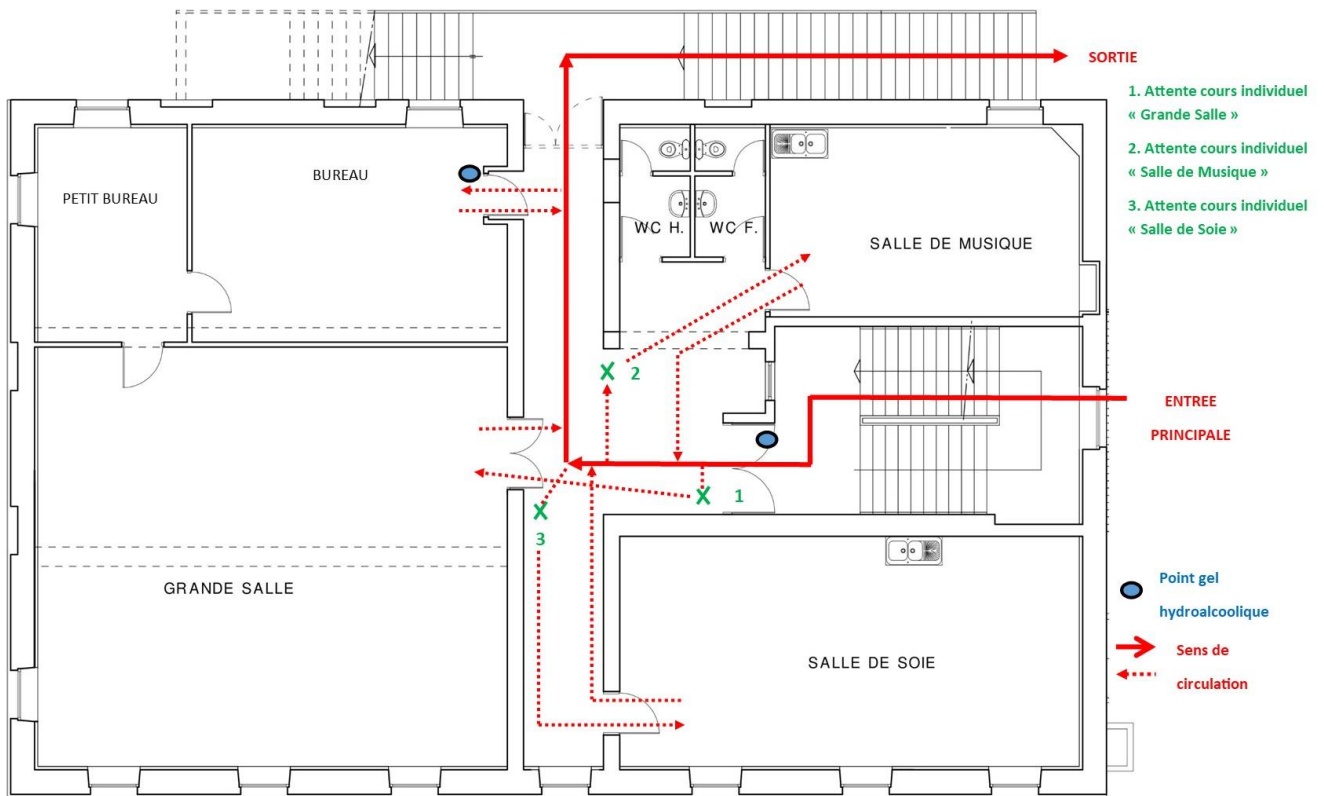 SORTIE
1. Attente cours individuel
« Grande Salle »
2. Attente cours individuel
« Salle de Musique »
3. Attente cours individuel
« Salle de Soie »
BUREAU
PETIT BUREAU
WC H.
WC F.
SALLE DE MUSIQUE
2
ENTREE
PRINCIPALE
1
3
GRANDE SALLE
SALLE DE SOIE
Point gel
hydroalcoolique
Sens de
circulation